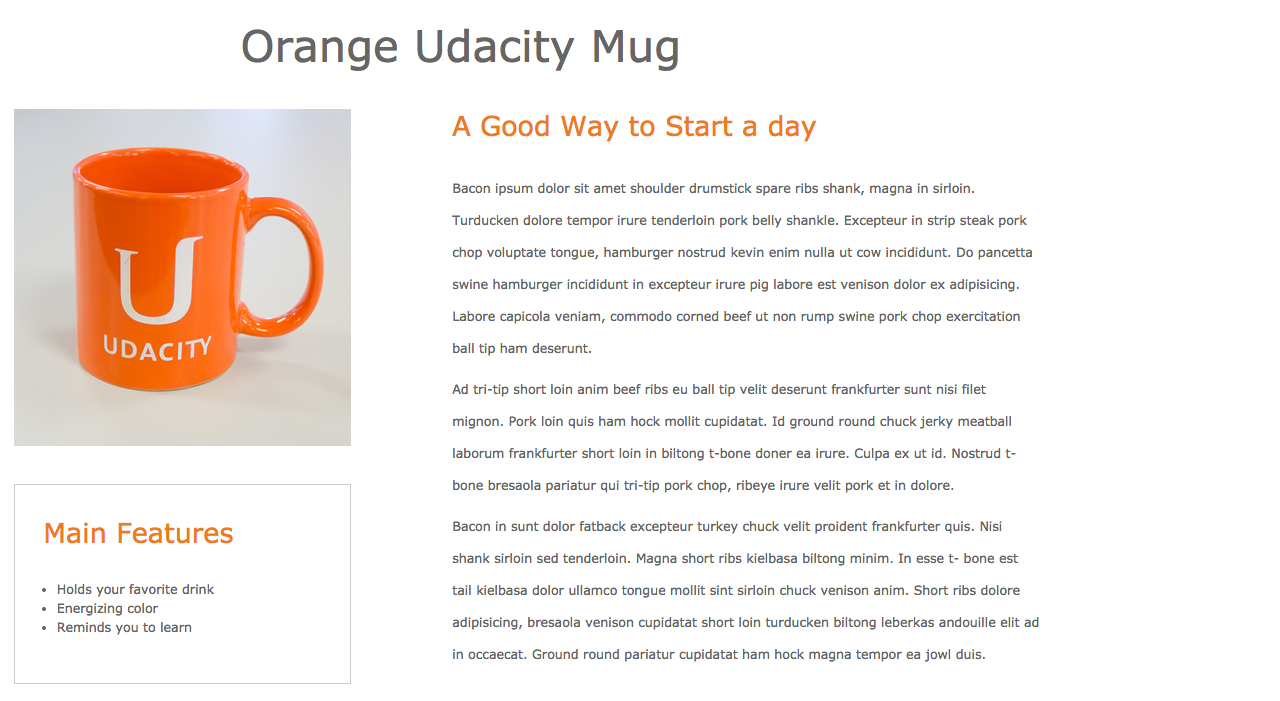 Orange Udacity Mug
U
UDACITY
Main Features
Holds your favorite drink
Energizing color
Reminds you to learn
A Good Way to Start a day
Bacon ipsum dolor sit amet shoulder drumstick spare ribs shank, magna in sirloin.
Turducken dolore tempor irure tenderloin pork belly shankle. Excepteur in strip steak pork
chop voluptate tongue, hamburger nostrud kevin enim nulla ut cow incididunt. Do pancetta
swine hamburger incididunt in excepteur irure pig labore est venison dolor ex adipisicing.
Labore capicola veniam, commodo corned beef ut non rump swine pork chop exercitation
ball tip ham deserunt.
Ad tri-tip short loin anim beef ribs eu ball tip velit deserunt frankfurter sunt nisi filet
mignon. Pork loin quis ham hock mollit cupidatat. Id ground round chuck jerky meatball
laborum frankfurter short loin in biltong t-bone doner ea irure. Culpa ex ut id. Nostrud t-
bone bresaola pariatur qui tri-tip pork chop, ribeye irure velit pork et in dolore.
Bacon in sunt dolor fatback excepteur turkey chuck velit proident frankfurter quis. Nisi
shank sirloin sed tenderloin. Magna short ribs kielbasa biltong minim. In esse t- bone est
tail kielbasa dolor ullamco tongue mollit sint sirloin chuck venison anim. Short ribs dolore
adipisicing, bresaola venison cupidatat short loin turducken biltong leberkas andouille elit ad
in occaecat. Ground round pariatur cupidatat ham hock magna tempor ea jowl duis.